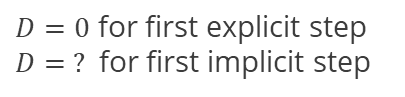 D = 0 for first explicit step
D = ? for first implicit step